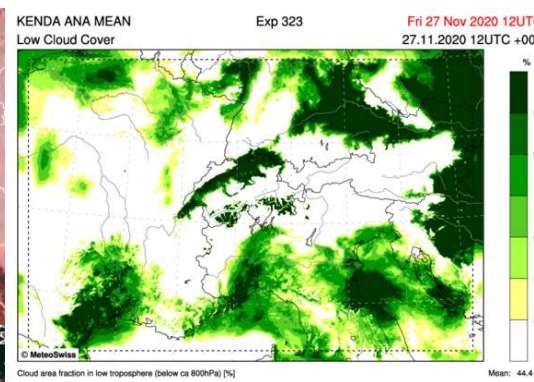 KENDA ANA MEAN Exp 323 Fri 27 Nov 2020 12UT
Low Cloud Cover 27.11.2020 12UTC +00
%
© MeteoSwiss
Cloud area fraction in low troposphere (below ca 800hPa) [%] Mean: 44.4